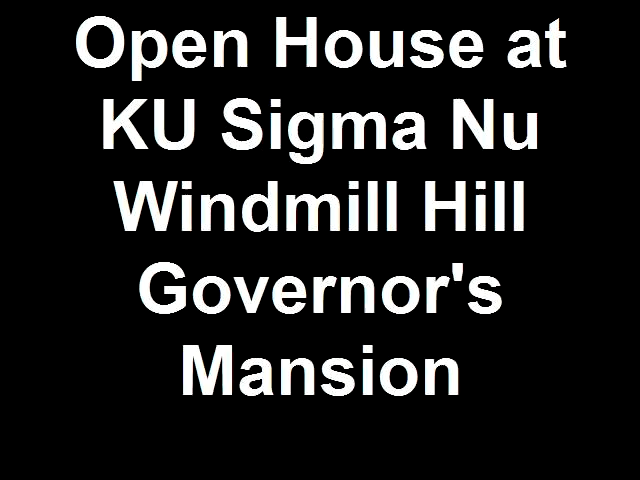 Open House at
KU Sigma Nu
Windmill Hill
Governor's
Mansion